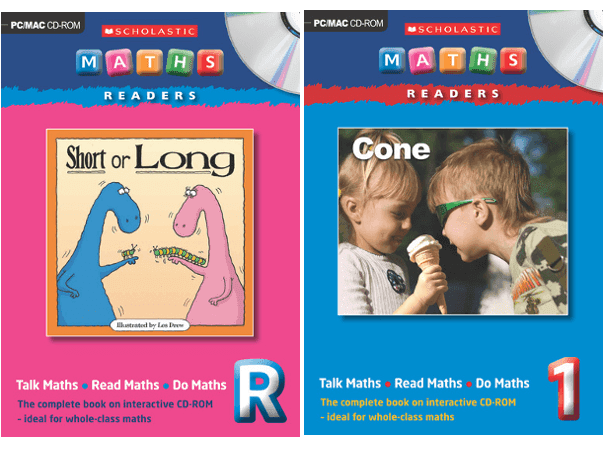 PC/MAC CD-ROM
SCHOLASTIC
MATHS
READERS
Short or Long
Illustrated by Len Drew
Talk Maths • Read Maths • Do Maths
The complete book on interactive CD-ROM
– ideal for whole-class maths
R
PC/MAC CD-ROM
SCHOLASTIC
MATHS
READERS
Cone
Talk Maths • Read Maths • Do Maths
The complete book on interactive CD-ROM
– ideal for whole-class maths
1